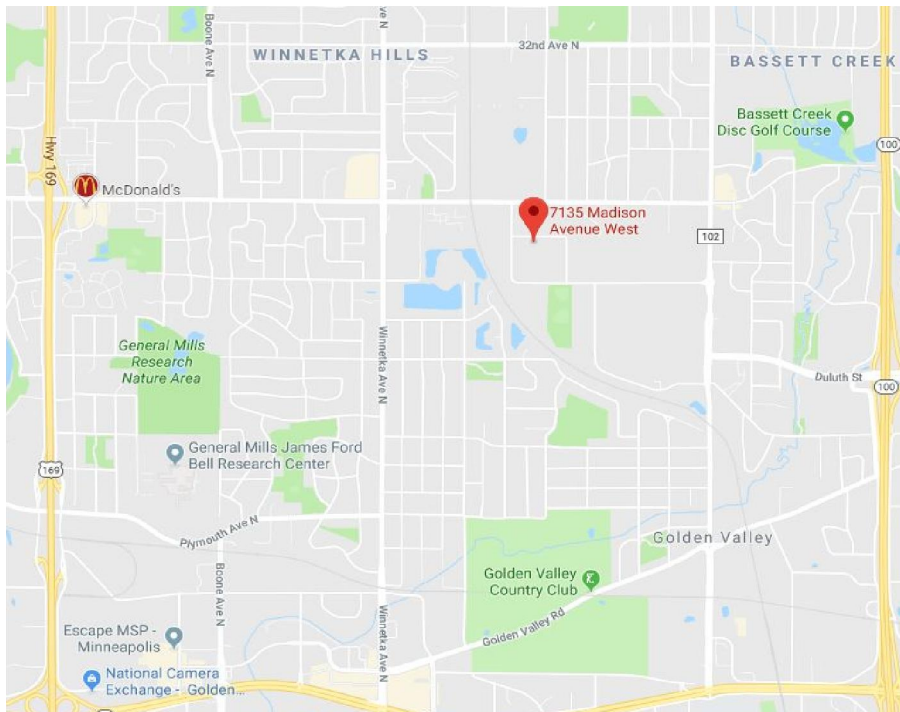 Boone Ave N
ve N
WINNETKA HILLS
32nd Ave N
BASSETT CREEK
Bassett Creek
Disc Golf Course
100
Hwy 169
McDonald's
7135 Madison
Avenue West
102
General Mills
Research
Nature Area
Winnetka Ave N
Duluth St
100
General Mills James Ford
Bell Research Center
169
Plymouth Ave N
Golden Valley
Golden Valley
Country Club
Boone Ave N
Winnetka Ave N
Golden Valley Rd
Escape MSP -
Minneapolis
National Camera
Exchange - Golden...